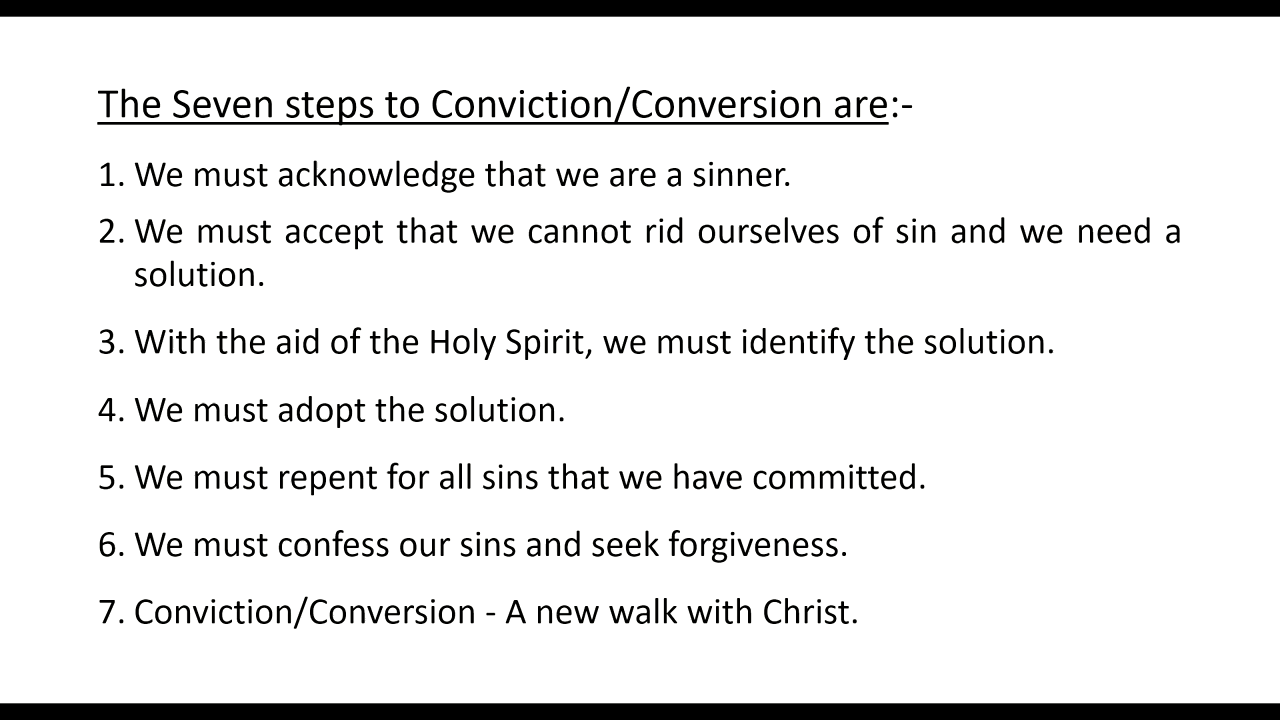 The Seven steps to Conviction/Conversion are:-
1. We must acknowledge that we are a sinner.
2. We must accept that we cannot rid ourselves of sin and we need a
solution.
3. With the aid of the Holy Spirit, we must identify the solution.
4. We must adopt the solution.
5. We must repent for all sins that we have committed.
6. We must confess our sins and seek forgiveness.
7. Conviction/Conversion - A new walk with Christ.